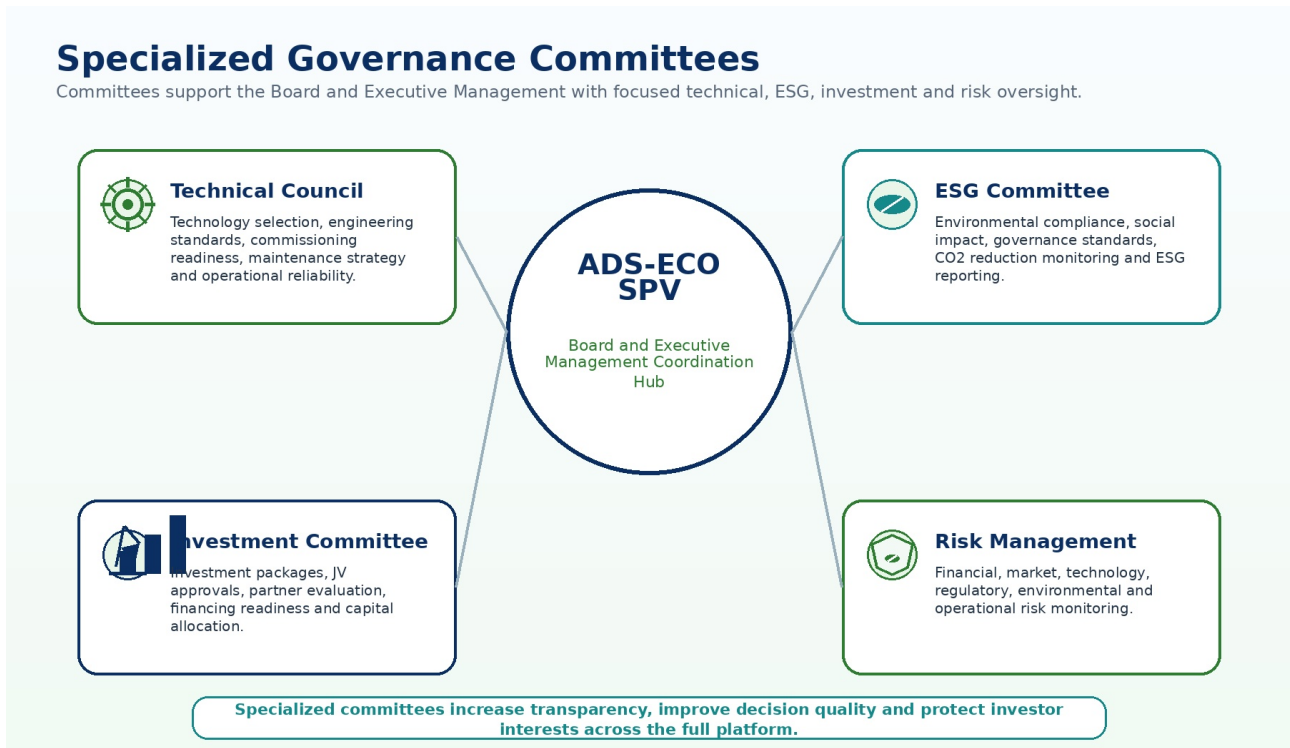 Specialized Governance Committees
Committees support the Board and Executive Management with focused technical, ESG, investment and risk oversight.
Technical Council
Technology selection, engineering
standards, commissioning
readiness, maintenance strategy
and operational reliability.
ESG Committee
Environmental compliance, social
impact, governance standards,
CO2 reduction monitoring and ESG
reporting.
ADS-ECO
SPV
Board and Executive
Management Coordination
Hub
Investment Committee
Investment packages, JV
approvals, partner evaluation,
financing readiness and capital
allocation.
Risk Management
Financial, market, technology,
regulatory, environmental and
operational risk monitoring.
Specialized committees increase transparency, improve decision quality and protect investor
interests across the full platform.